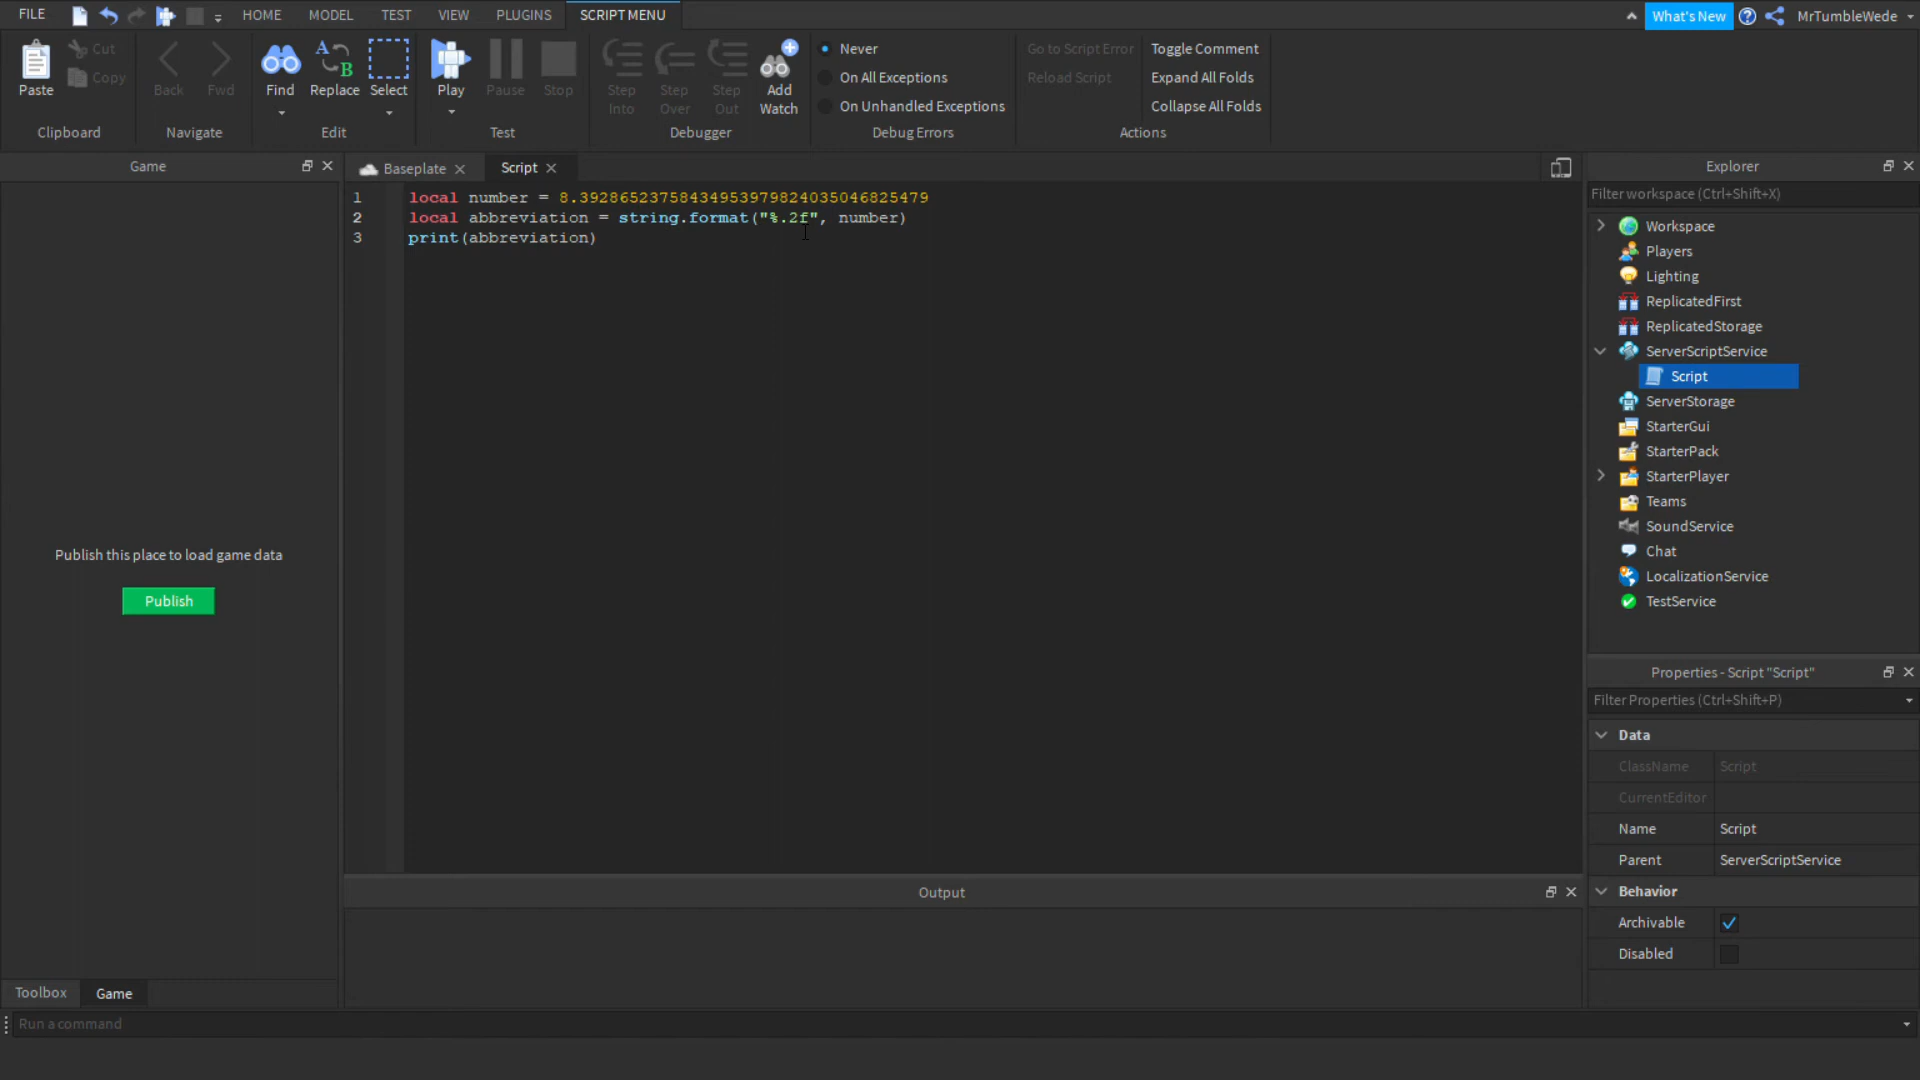 FILE HOME MODEL TEST VIEW PLUGINS SCRIPT MENU What's New MrTumbleWede
Paste Cut Copy
Clipboard
Back Fwd
Navigate
Find Replace Select
Edit
Play Pause Stop
Test
Step Into Step Over Step Out Add Watch
Debugger
Never
On All Exceptions
On Unhandled Exceptions
Debug Errors
Go to Script Error Toggle Comment
Reload Script Expand All Folds
Collapse All Folds
Actions
Game
Publish this place to load game data
Publish
Toolbox Game
Baseplate Script
1 local number = 8.3928652375843495397982403504682547​9
2 local abbreviation = string.format("%.2f", number)
3 print(abbreviation)
Output
Explorer
Filter workspace (Ctrl+Shift+X)
Workspace
Players
Lighting
ReplicatedFirst
ReplicatedStorage
ServerScriptService
Script
ServerStorage
StarterGui
StarterPack
StarterPlayer
Teams
SoundService
Chat
LocalizationService
TestService
Properties - Script "Script"
Filter Properties (Ctrl+Shift+P)
Data
ClassName Script
CurrentEditor
Name Script
Parent ServerScriptService
Behavior
Archivable
Disabled
Run a command